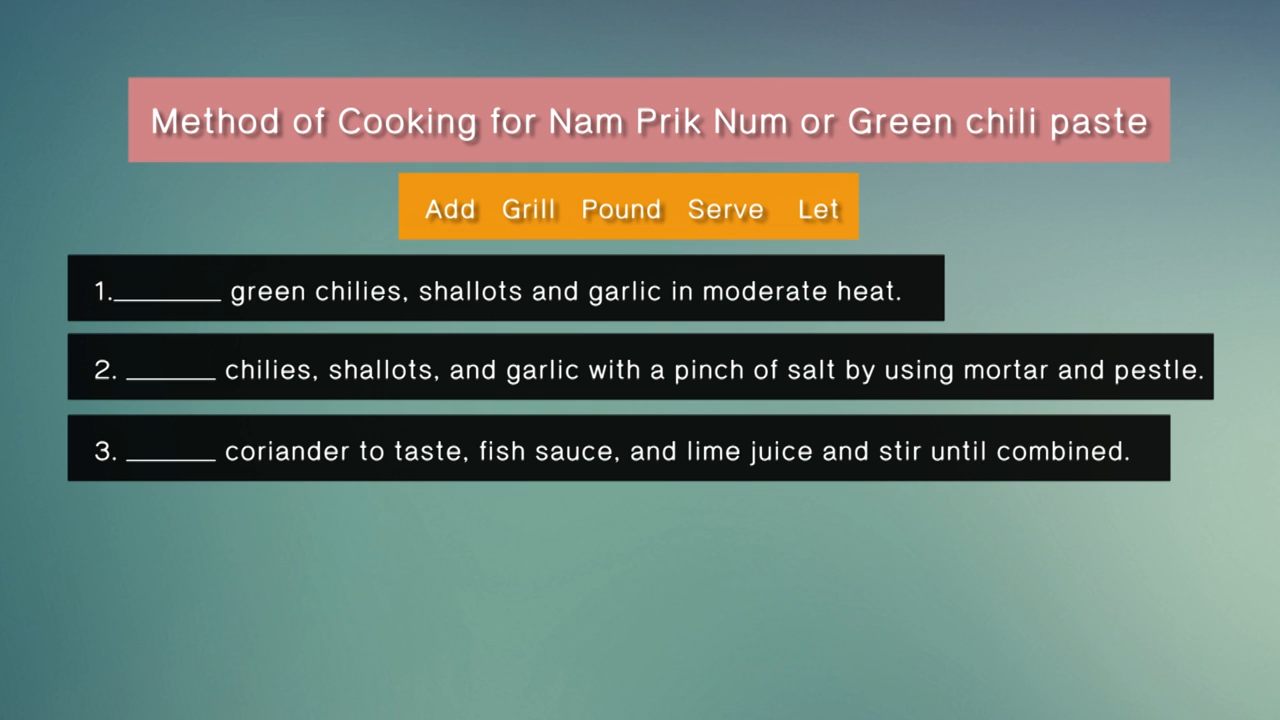 Method of Cooking for Nam Prik Num or Green chili paste
Add Grill Pound Serve Let
1.________ green chilies, shallots and garlic in moderate heat.
2. ______ chilies, shallots, and garlic with a pinch of salt by using mortar and pestle.
3. ______ coriander to taste, fish sauce, and lime juice and stir until combined.